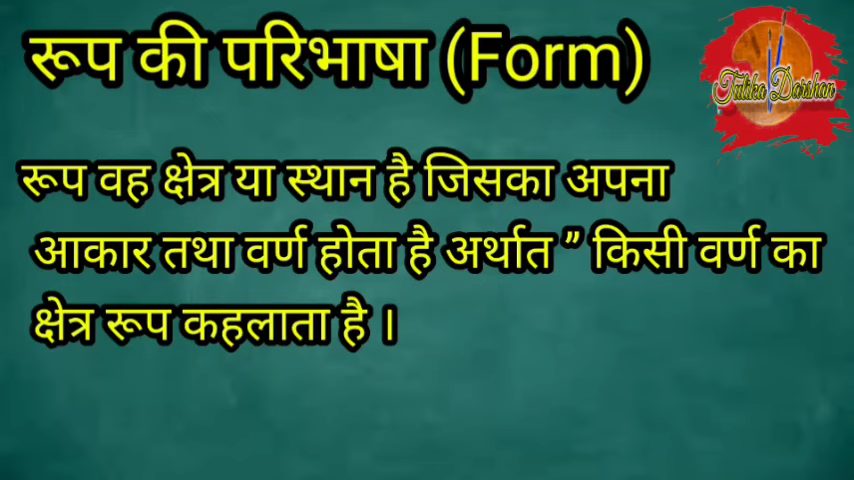 रूप की परिभाषा (Form)
Tulika Darshan
रूप वह क्षेत्र या स्थान है जिसका अपना
आकार तथा वर्ण होता है अर्थात ” किसी वर्ण का
क्षेत्र रूप कहलाता है ।